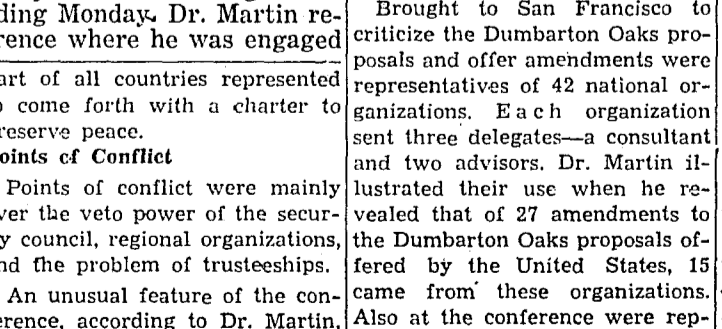 ding Monday. Dr. Martin re-
rence where he was engaged
art of all countries represented
come forth with a charter to
reserve peace.
oints of Conflict
Points of conflict were mainly
ver the veto power of the secur-
y council, regional organizations,
nd the problem of trusteeships.
An unusual feature of the con-
erence, according to Dr. Martin,
Brought to San Francisco to
criticize the Dumbarton Oaks pro-
posals and offer amendments were
representatives of 42 national or-
ganizations. Each organization
sent three delegates—a consultant
and two advisors. Dr. Martin il-
lustrated their use when he re-
vealed that of 27 amendments to
the Dumbarton Oaks proposals of-
fered by the United States, 15
came from these organizations.
Also at the conference were rep-